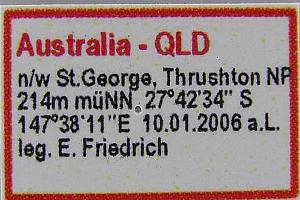 Australia - QLD
n/w St.George, Thrushton NP
214m müNN, 27°42'34" S
147°38'11"E 10.01.2006 a.L.
leg. E. Friedrich